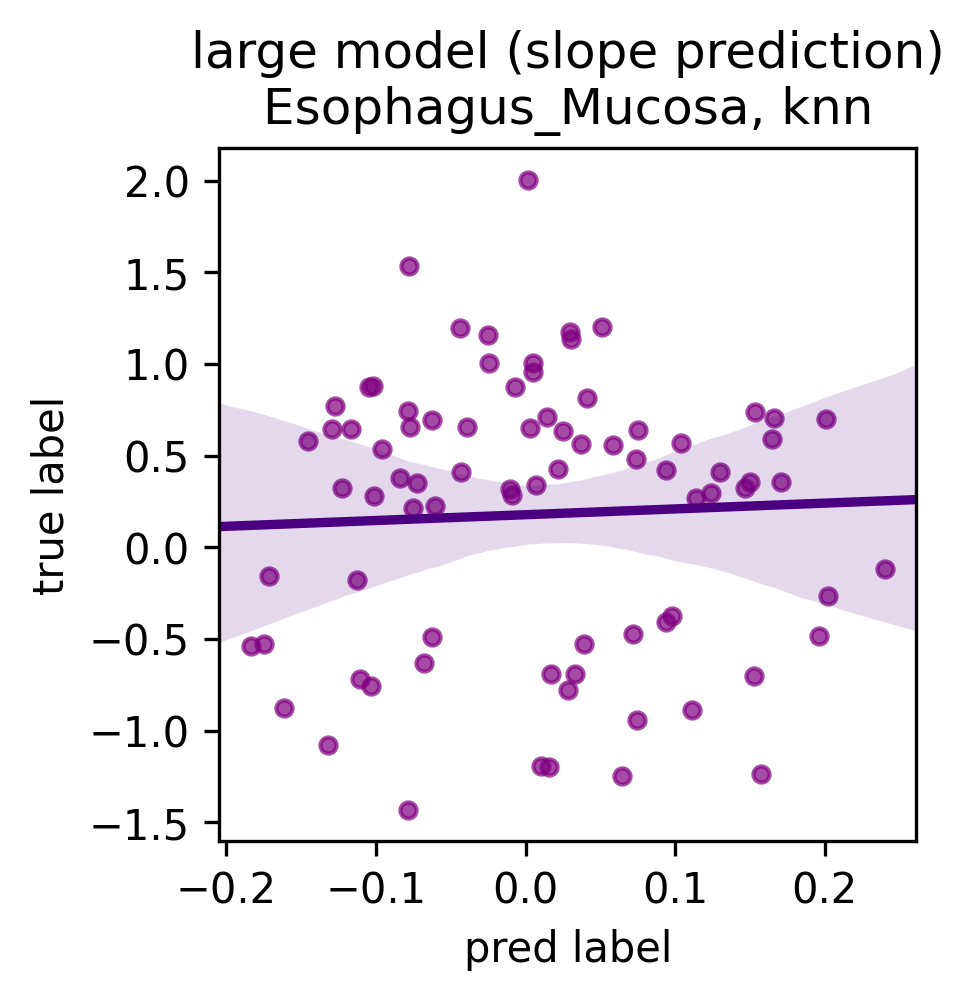 large model (slope prediction)
Esophagus_Mucosa, knn
2.0
1.5
1.0
0.5
0.0
−0.5
−1.0
−1.5
true label
−0.2 −0.1 0.0 0.1 0.2
pred label